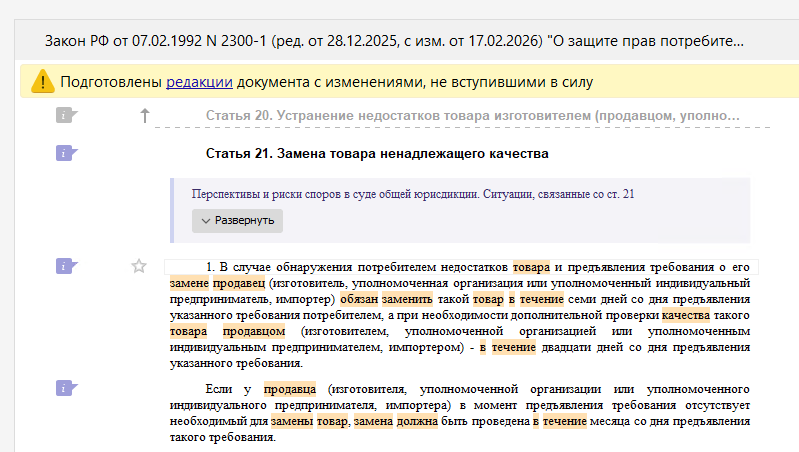 Закон РФ от 07.02.1992 N 2300-1 (ред. от 28.12.2025, с изм. от 17.02.2026) "О защите прав потребите...
Подготовлены редакции документа с изменениями, не вступившими в силу
Статья 20. Устранение недостатков товара изготовителем (продавцом, уполно...
Статья 21. Замена товара ненадлежащего качества
Перспективы и риски споров в суде общей юрисдикции. Ситуации, связанные со ст. 21
Развернуть
1. В случае обнаружения потребителем недостатков товара и предъявления требования о его
замене продавец (изготовитель, уполномоченная организация или уполномоченный индивидуальный
предприниматель, импортер) обязан заменить такой товар в течение семи дней со дня предъявления
указанного требования потребителем, а при необходимости дополнительной проверки качества такого
товара продавцом (изготовителем, уполномоченной организацией или уполномоченным
индивидуальным предпринимателем, импортером) - в течение двадцати дней со дня предъявления
указанного требования.
Если у продавца (изготовителя, уполномоченной организации или уполномоченного
индивидуального предпринимателя, импортера) в момент предъявления требования отсутствует
необходимый для замены товар, замена должна быть проведена в течение месяца со дня предъявления
такого требования.